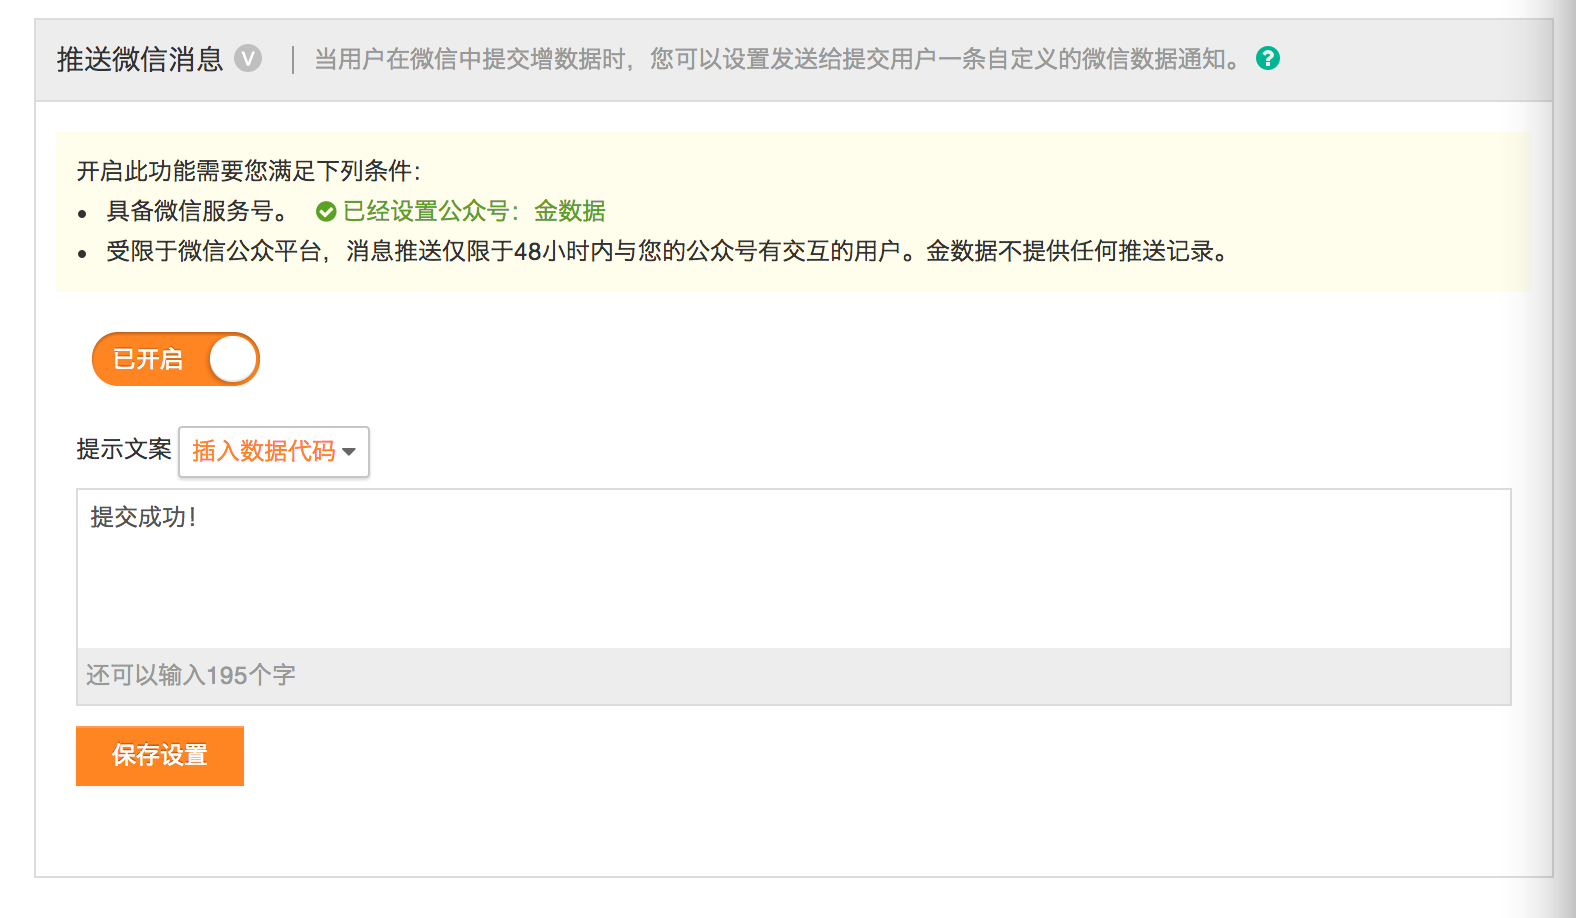 推送微信消息 V | 当用户在微信中提交增数据时，您可以设置发送给提交用户一条自定义的微信数据通知。 ?
开启此功能需要您满足下列条件：
• 具备微信服务号。 已经设置公众号：金数据
• 受限于微信公众平台，消息推送仅限于48小时内与您的公众号有交互的用户。金数据不提供任何推送记录。
已开启
提示文案 插入数据代码
提交成功！
还可以输入195个字
保存设置